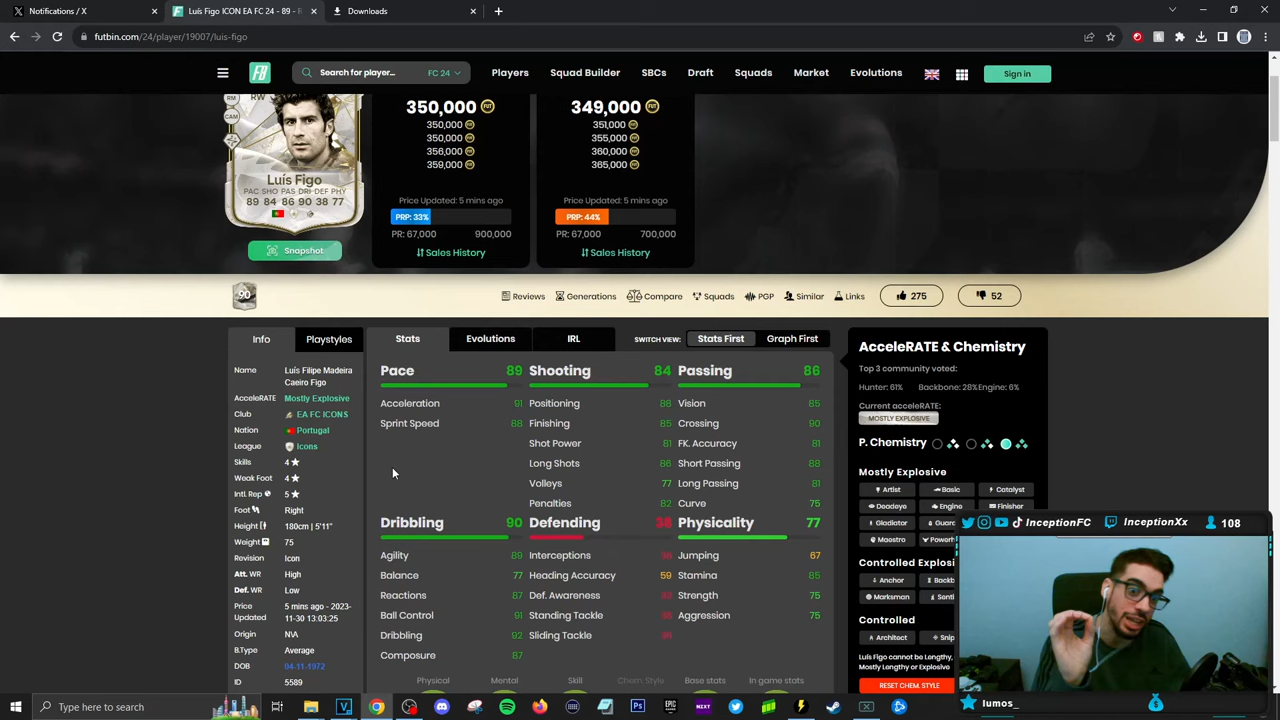 Notifications / X
Luís Figo ICON EA FC 24 - 89 - R
Downloads
futbin.com/24/player/19007/luis-figo
Search for player... FC 24 Players Squad Builder SBCs Draft Squads Market Evolutions Sign in
RM RW
CAM
Luís Figo
PAC SHO PAS DRI DEF PHY
89 84 86 90 38 77
Snapshot
350,000
350,000
350,000
356,000
359,000
Price Updated: 5 mins ago
PRP: 33%
PR: 67,000 900,000
Sales History
349,000
351,000
355,000
360,000
365,000
Price Updated: 5 mins ago
PRP: 44%
PR: 67,000 700,000
Sales History
90
Reviews Generations Compare Squads PGP Similar Links 275 52
Info Playstyles
Name Luís Filipe Madeira Caeiro Figo
AcceleRATE Mostly Explosive
Club EA FC ICONS
Nation Portugal
League Icons
Skills 4
Weak Foot 4
Intl. Rep 5
Foot Right
Height 180cm | 5'11"
Weight 75
Revision Icon
Att. WR High
Def. WR Low
Price Updated 5 mins ago - 2023-11-30 13:03:25
Origin N\A
B.Type Average
DOB 04-11-1972
ID 5589
Stats Evolutions IRL SWITCH VIEW: Stats First Graph First
Pace 89
Acceleration 91
Sprint Speed 88
Shooting 84
Positioning 88
Finishing 85
Shot Power 81
Long Shots 86
Volleys 77
Penalties 82
Passing 86
Vision 85
Crossing 90
FK. Accuracy 81
Short Passing 88
Long Passing 81
Curve 75
Dribbling 90
Agility 89
Balance 77
Reactions 87
Ball Control 91
Dribbling 92
Composure 87
Defending 38
Interceptions
Heading Accuracy 59
Def. Awareness
Standing Tackle
Sliding Tackle
Physicality 77
Jumping 67
Stamina 85
Strength 75
Aggression 75
Physical Mental Skill Chem. Style Base stats In game stats
AcceleRATE & Chemistry
Top 3 community voted:
Hunter: 61% Backbone: 28% Engine: 6%
Current acceleRATE:
MOSTLY EXPLOSIVE
P. Chemistry
Mostly Explosive
Artist Basic Catalyst
Deadeye Engine Finisher
Gladiator Guar
Maestro Powerh
Controlled Explosi
Anchor Backb
Marksman Senti
Controlled
Architect Snip
Luís Figo cannot be Lengthy,
Mostly Lengthy or Explosive
RESET CHEM. STYLE
InceptionFC InceptionXx 108
lumos_
Type here to search